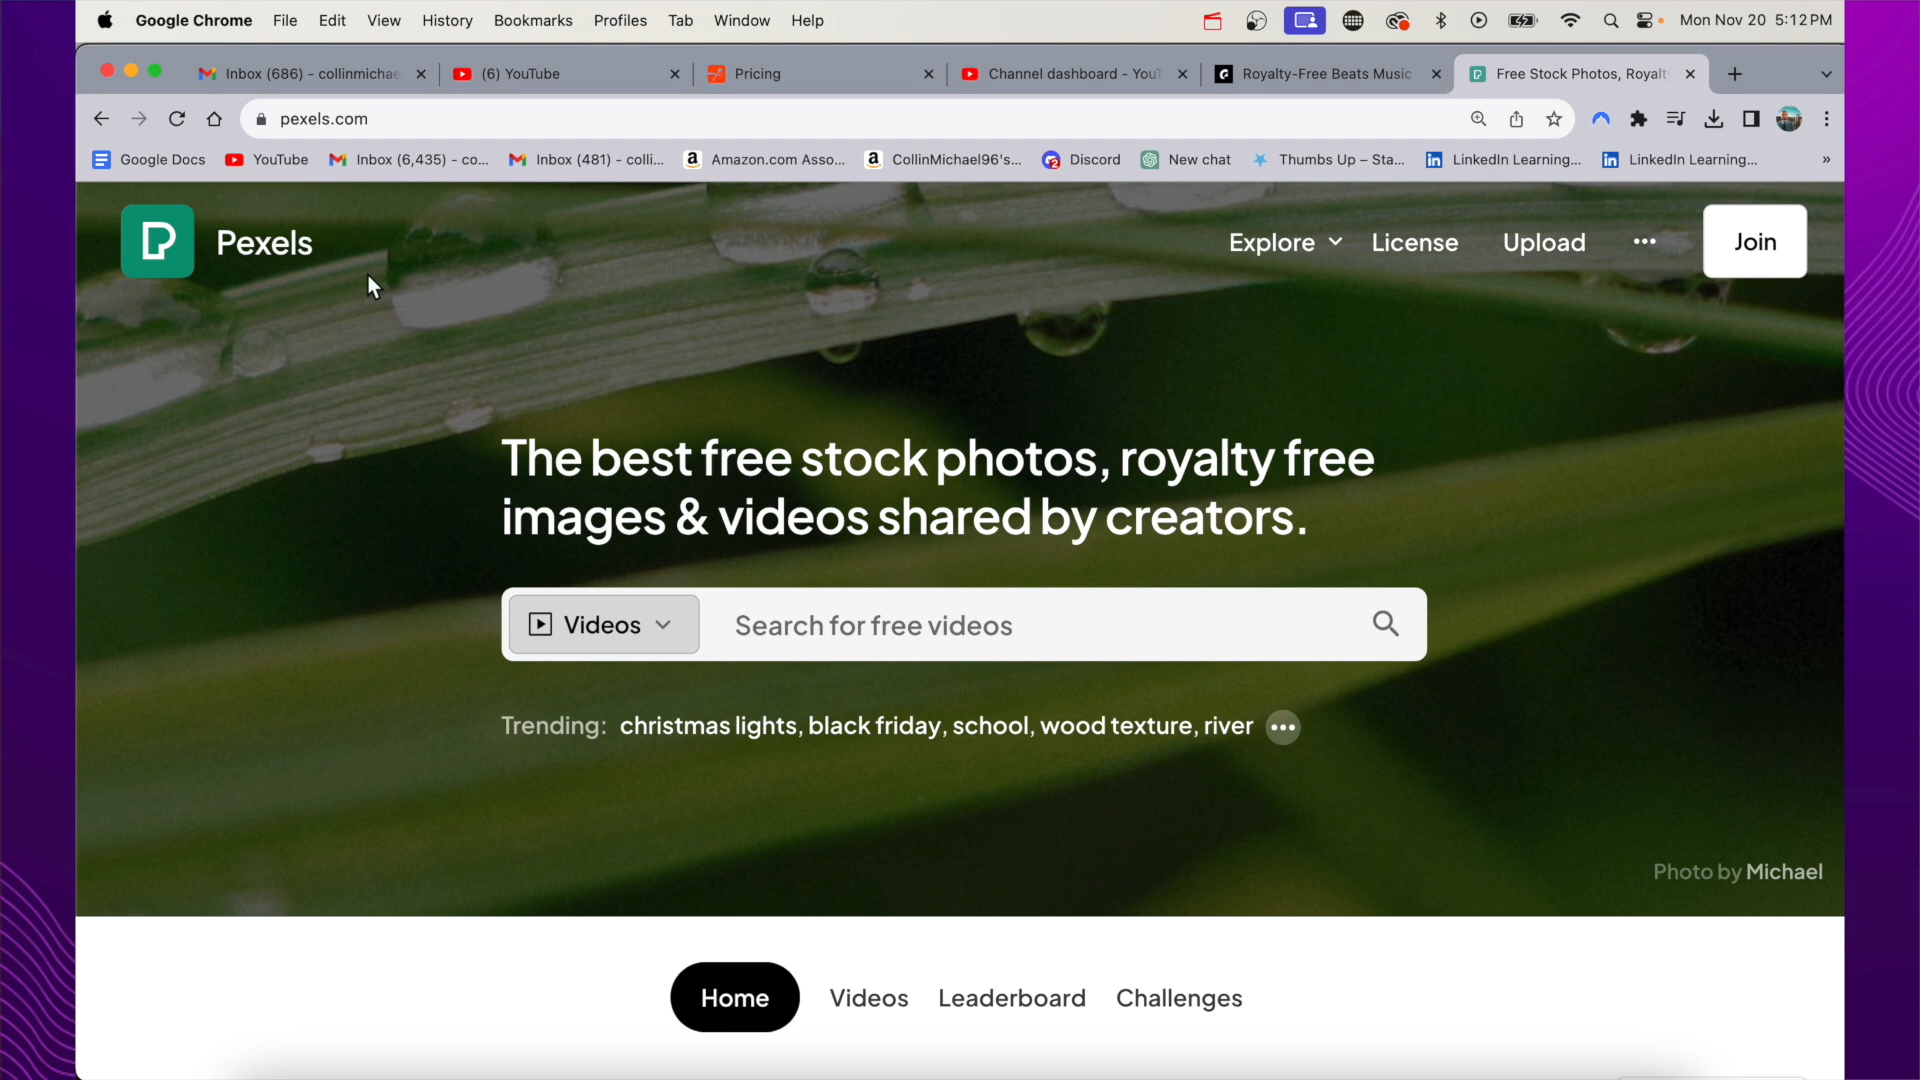 Google Chrome File Edit View History Bookmarks Profiles Tab Window Help Mon Nov 20 5:12 PM
Inbox (686) - collinmichae (6) YouTube Pricing Channel dashboard - YouT Royalty-Free Beats Music Free Stock Photos, Royalt
pexels.com
Google Docs YouTube Inbox (6,435) - co... Inbox (481) - colli... Amazon.com Asso... CollinMichael96's... Discord New chat Thumbs Up – Sta... LinkedIn Learning... LinkedIn Learning... »
Pexels Explore License Upload ... Join
The best free stock photos, royalty free
images & videos shared by creators.
Videos Search for free videos
Trending: christmas lights, black friday, school, wood texture, river ...
Photo by Michael
Home Videos Leaderboard Challenges